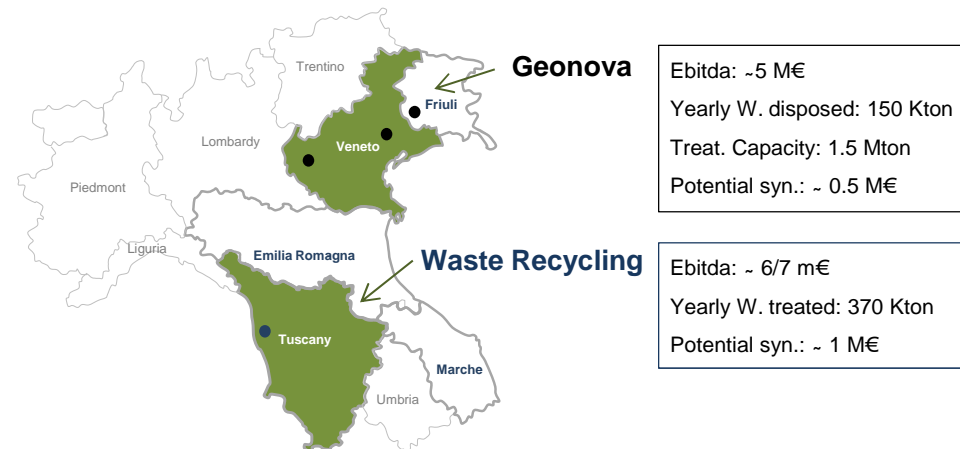 Trentino
Geonova
Friuli
Lombardy
Veneto
Piedmont
Liguria
Emilia Romagna
Waste Recycling
Tuscany
Marche
Umbria
Ebitda: ~5 M€
Yearly W. disposed: 150 Kton
Treat. Capacity: 1.5 Mton
Potential syn.: ~ 0.5 M€
Ebitda: ~ 6/7 m€
Yearly W. treated: 370 Kton
Potential syn.: ~ 1 M€